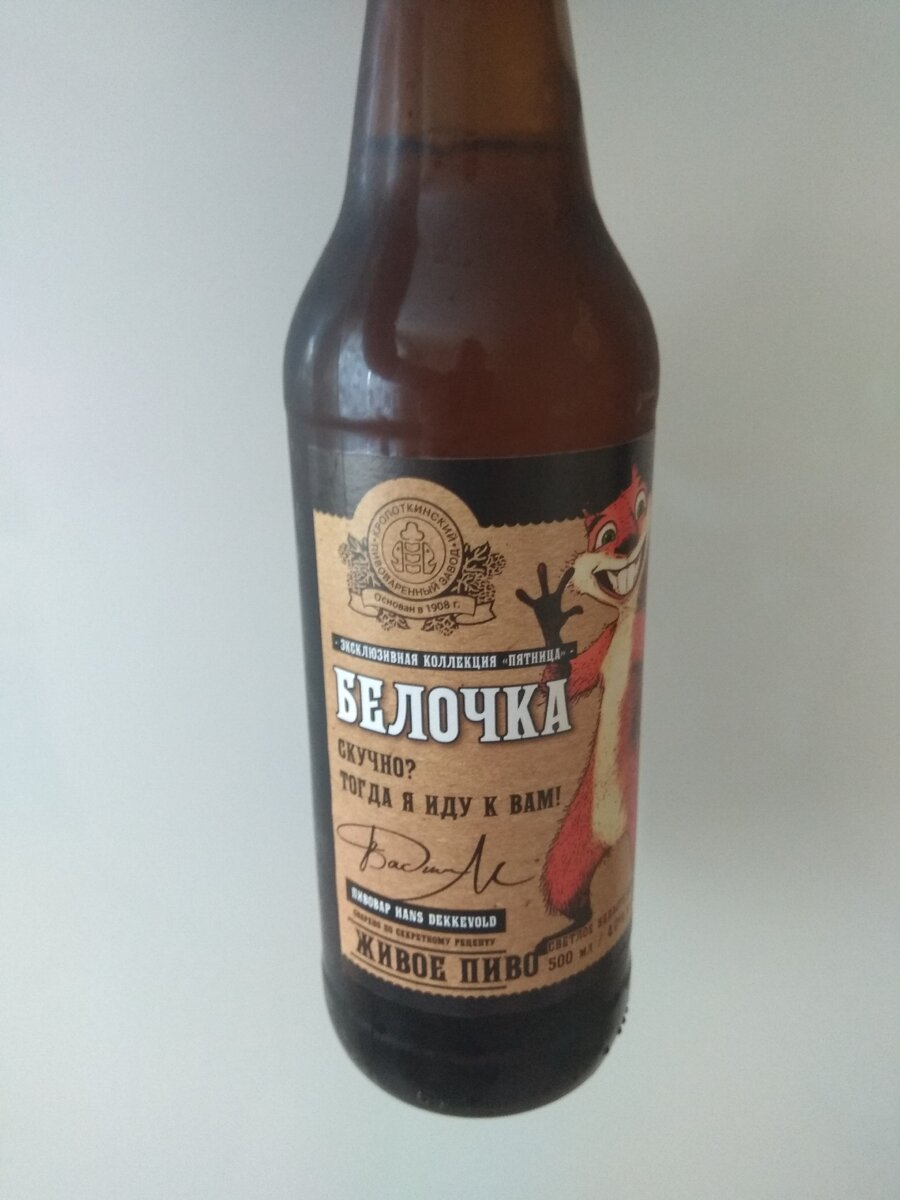 КРОПОТКИНСКИЙ
ПИВОВАРЕННЫЙ ЗАВОД
Основан в 1908 г.
ЭКСКЛЮЗИВНАЯ КОЛЛЕКЦИЯ «ПЯТНИЦА»
БЕЛОЧКА
СКУЧНО?
ТОГДА Я ИДУ К ВАМ!
ПИВОВАР HANS DEKKEVOLD
СВАРЕНО ПО СЕКРЕТНОМУ РЕЦЕПТУ
ЖИВОЕ ПИВО
СВЕТЛОЕ
500 МЛ /